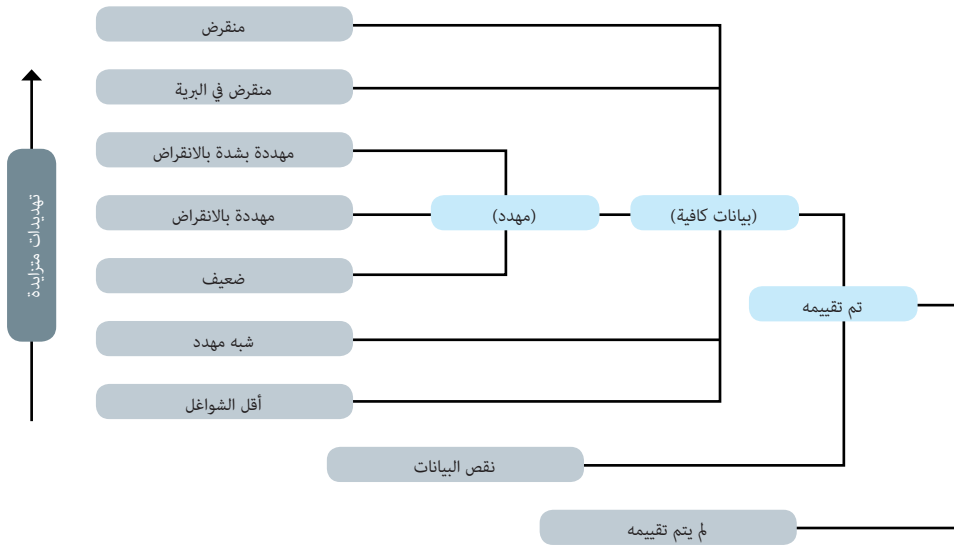 منقرض
منقرض في البرية
مهددة بشدة بالانقراض
مهددة بالانقراض
(مهدد)
(بيانات كافية)
ضعيف
تم تقييمه
شبه مهدد
أقل الشواغل
نقص البيانات
لم يتم تقييمه
تهديدات متزايدة